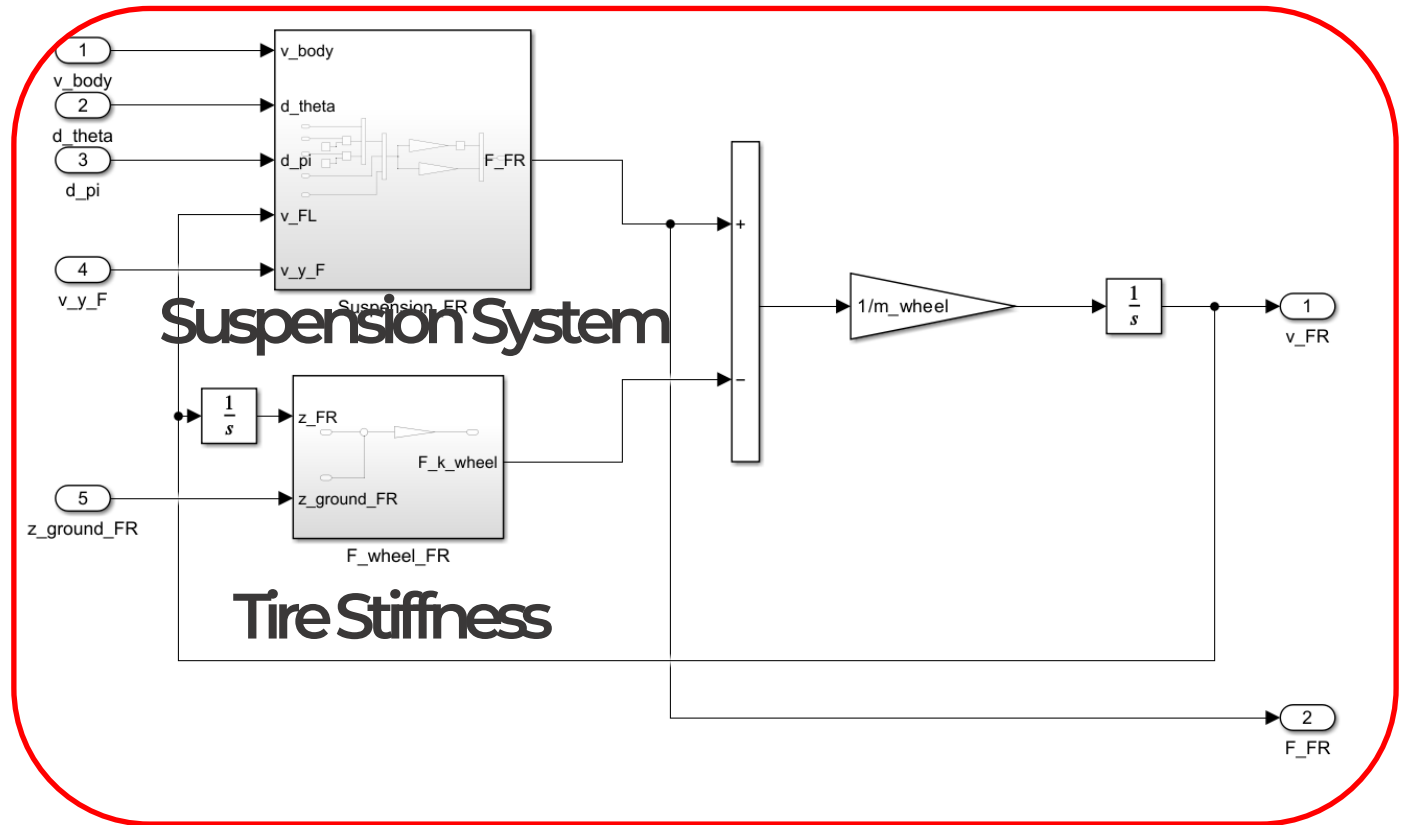 1
v_body
2
d_theta
3
d_pi
4
v_y_F
v_body
d_theta
d_pi
v_FL
v_y_F
F_FR
Suspension_FR
Suspension System
1
s
z_FR
z_ground_FR
F_k_wheel
F_wheel_FR
5
z_ground_FR
Tire Stiffness
+
−
1/m_wheel
1
s
1
v_FR
2
F_FR